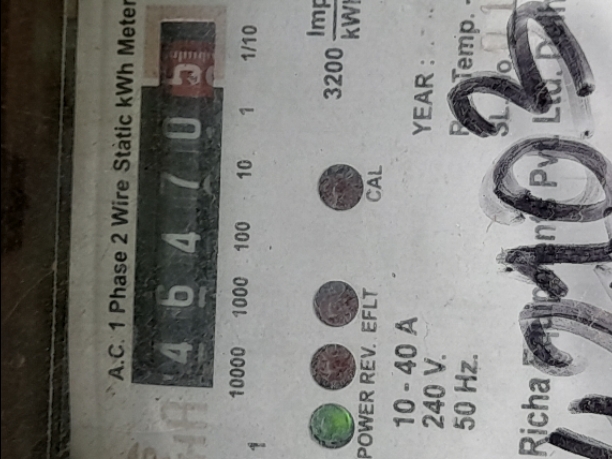 A.C. 1 Phase 2 Wire Static kWh Meter
4 6 4 7 0 5
10000 1000 100 10 1 1/10
3200 Imp
kWh
CAL
POWER REV. EFLT
10 - 40 A
240 V.
50 Hz.
YEAR :
Temp.
Richa
Pvt. Ltd. Delh